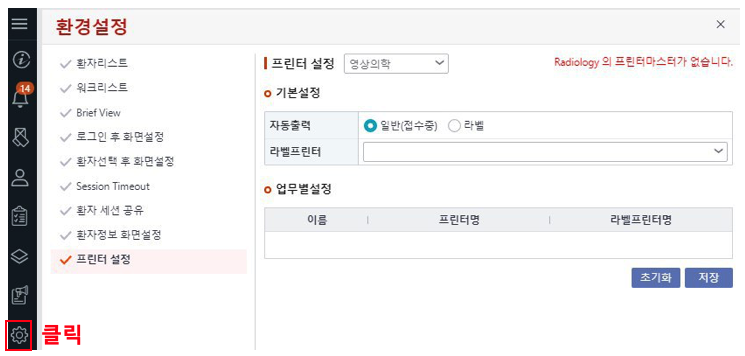 환경설정
×
14
환자리스트
워크리스트
Brief View
로그인 후 화면설정
환자선택 후 화면설정
Session Timeout
환자 세션 공유
환자정보 화면설정
프린터 설정
클릭
프린터 설정 영상의학 Radiology 의 프린터마스터가 없습니다.
기본설정
자동출력 일반(접수증) 라벨
라벨프린터
업무별설정
이름 프린터명 라벨프린터명
초기화 저장